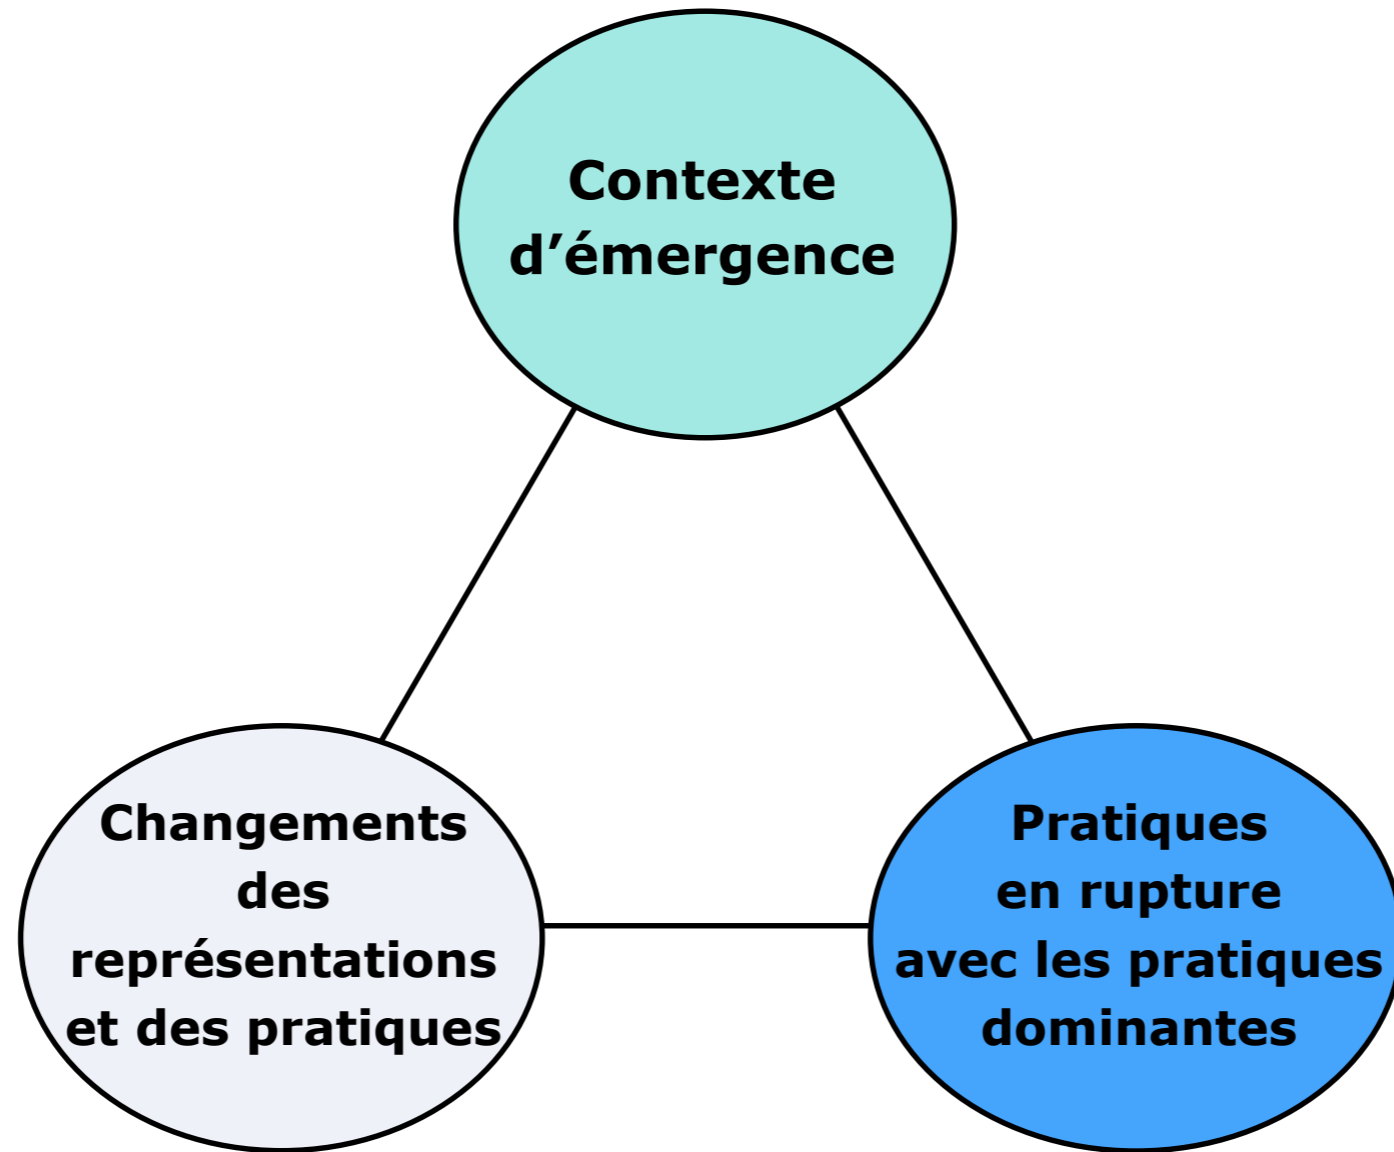 Contexte
d’émergence
Changements
des
représentations
et des pratiques
Pratiques
en rupture
avec les pratiques
dominantes